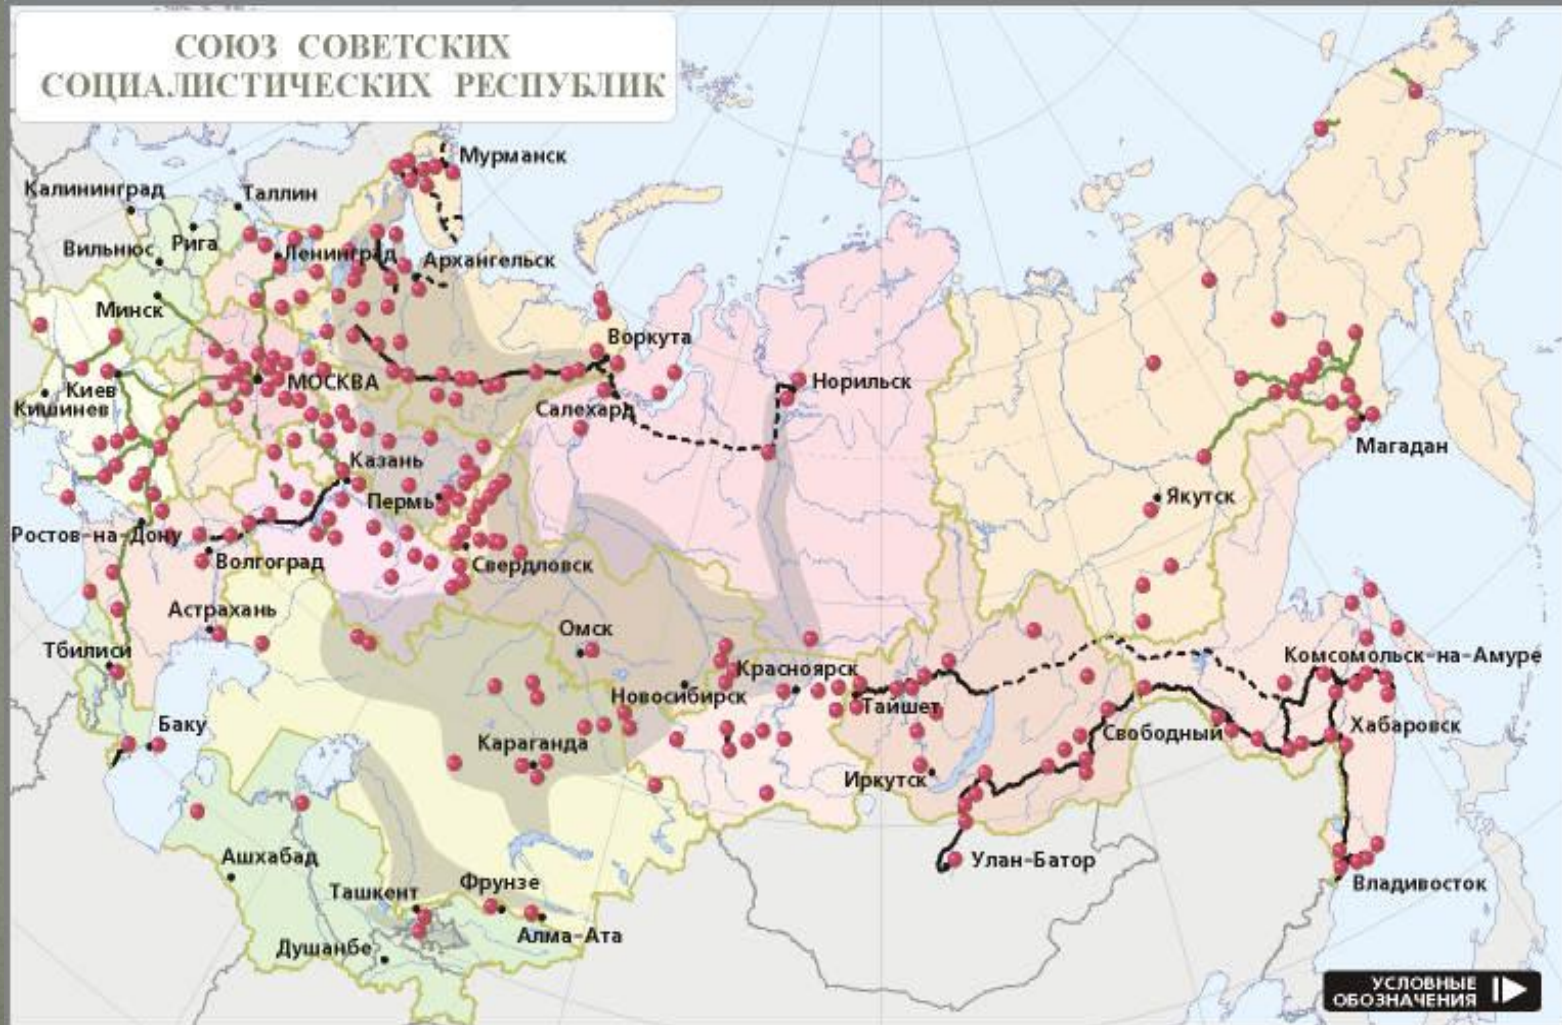 СОЮЗ СОВЕТСКИХ
СОЦИАЛИСТИЧЕСКИХ РЕСПУБЛИК
Мурманск
Калининград
Таллин
Рига
Вильнюс
Ленинград
Архангельск
Минск
Воркута
Киев
МОСКВА
Норильск
Кишинев
Салехард
Магадан
Казань
Пермь
Якутск
Ростов-на-Дону
Волгоград
Свердловск
Астрахань
Омск
Тбилиси
Комсомольск-на-Амуре
Красноярск
Новосибирск
Тайшет
Баку
Свободный
Хабаровск
Караганда
Иркутск
Ашхабад
Улан-Батор
Фрунзе
Ташкент
Владивосток
Алма-Ата
Душанбе
УСЛОВНЫЕ
ОБОЗНАЧЕНИЯ